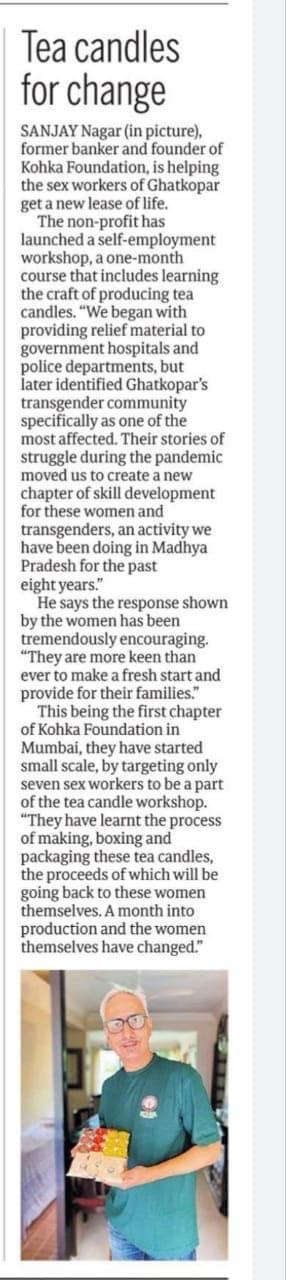 Tea candles
for change
SANJAY Nagar (in picture),
former banker and founder of
Kohka Foundation, is helping
the sex workers of Ghatkopar
get a new lease of life.
The non-profit has
launched a self-employment
workshop, a one-month
course that includes learning
the craft of producing tea
candles. “We began with
providing relief material to
government hospitals and
police departments, but
later identified Ghatkopar’s
transgender community
specifically as one of the
most affected. Their stories of
struggle during the pandemic
moved us to create a new
chapter of skill development
for these women and
transgenders, an activity we
have been doing in Madhya
Pradesh for the past
eight years.”
He says the response shown
by the women has been
tremendously encouraging.
“They are more keen than
ever to make a fresh start and
provide for their families.”
This being the first chapter
of Kohka Foundation in
Mumbai, they have started
small scale, by targeting only
seven sex workers to be a part
of the tea candle workshop.
“They have learnt the process
of making, boxing and
packaging these tea candles,
the proceeds of which will be
going back to these women
themselves. A month into
production and the women
themselves have changed.”